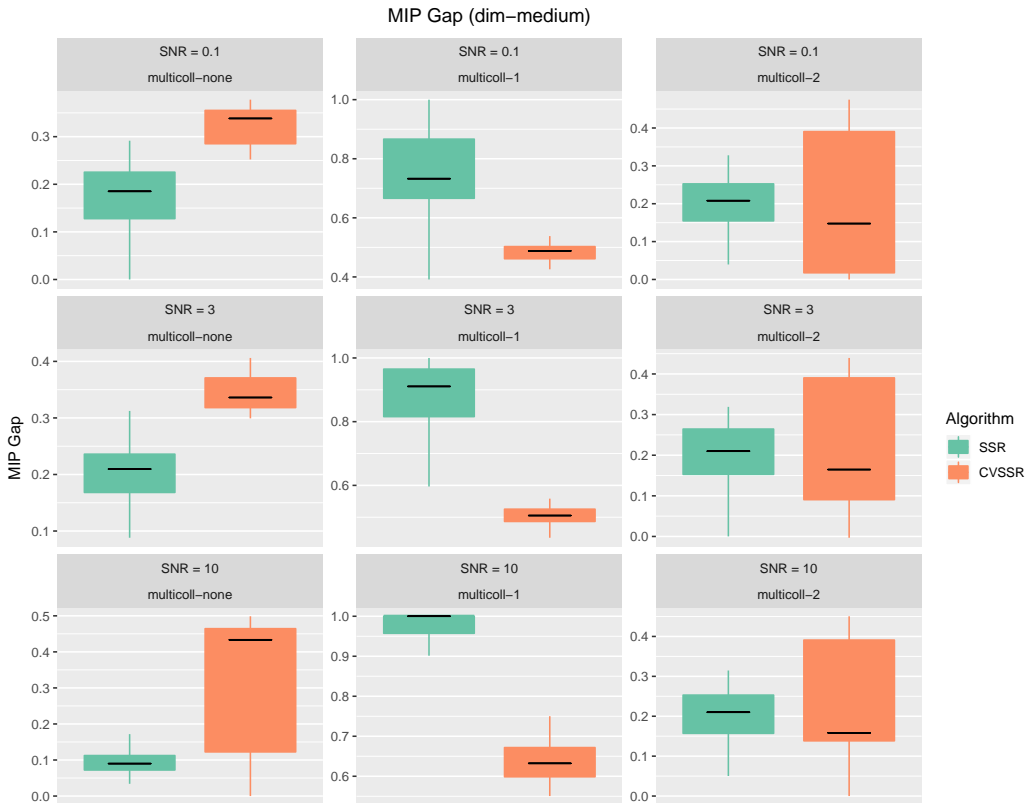 MIP Gap (dim−medium)
SNR = 0.1
multicoll−none
SNR = 0.1
multicoll−1
SNR = 0.1
multicoll−2
0.3
0.2
0.1
0.0
1.0
0.8
0.6
0.4
0.4
0.3
0.2
0.1
0.0
SNR = 3
multicoll−none
SNR = 3
multicoll−1
SNR = 3
multicoll−2
0.4
0.3
0.2
0.1
1.0
0.8
0.6
0.4
0.3
0.2
0.1
0.0
SNR = 10
multicoll−none
SNR = 10
multicoll−1
SNR = 10
multicoll−2
0.5
0.4
0.3
0.2
0.1
0.0
1.0
0.9
0.8
0.7
0.6
0.4
0.3
0.2
0.1
0.0
MIP Gap
Algorithm
SSR
CVSSR